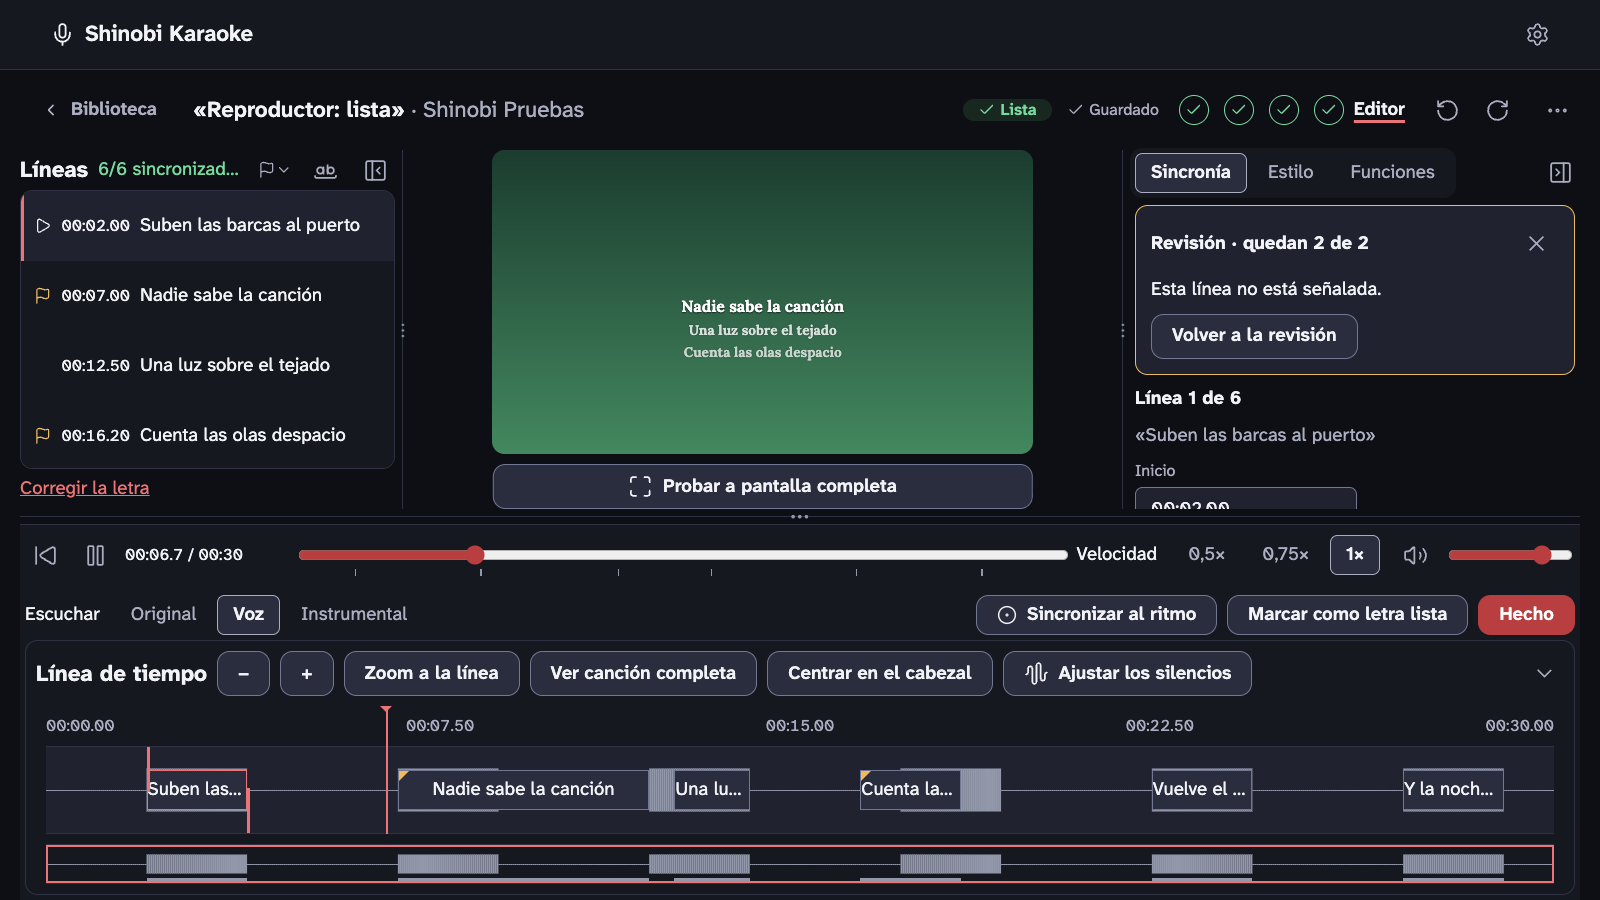 Shinobi Karaoke
Biblioteca
«Reproductor: lista» · Shinobi Pruebas
Lista
Guardado
Editor
Líneas 6/6 sincronizad...
ab
00:02.00 Suben las barcas al puerto
00:07.00 Nadie sabe la canción
00:12.50 Una luz sobre el tejado
00:16.20 Cuenta las olas despacio
Corregir la letra
Nadie sabe la canción
Una luz sobre el tejado
Cuenta las olas despacio
Probar a pantalla completa
Sincronía Estilo Funciones
Revisión · quedan 2 de 2
Esta línea no está señalada.
Volver a la revisión
Línea 1 de 6
«Suben las barcas al puerto»
Inicio
00:02.00
00:06.7 / 00:30
Velocidad 0,5× 0,75× 1×
Escuchar Original Voz Instrumental
Sincronizar al ritmo
Marcar como letra lista
Hecho
Línea de tiempo
−
+
Zoom a la línea
Ver canción completa
Centrar en el cabezal
Ajustar los silencios
00:00.00 00:07.50 00:15.00 00:22.50 00:30.00
Suben las... Nadie sabe la canción Una lu... Cuenta la... Vuelve el ... Y la noch...